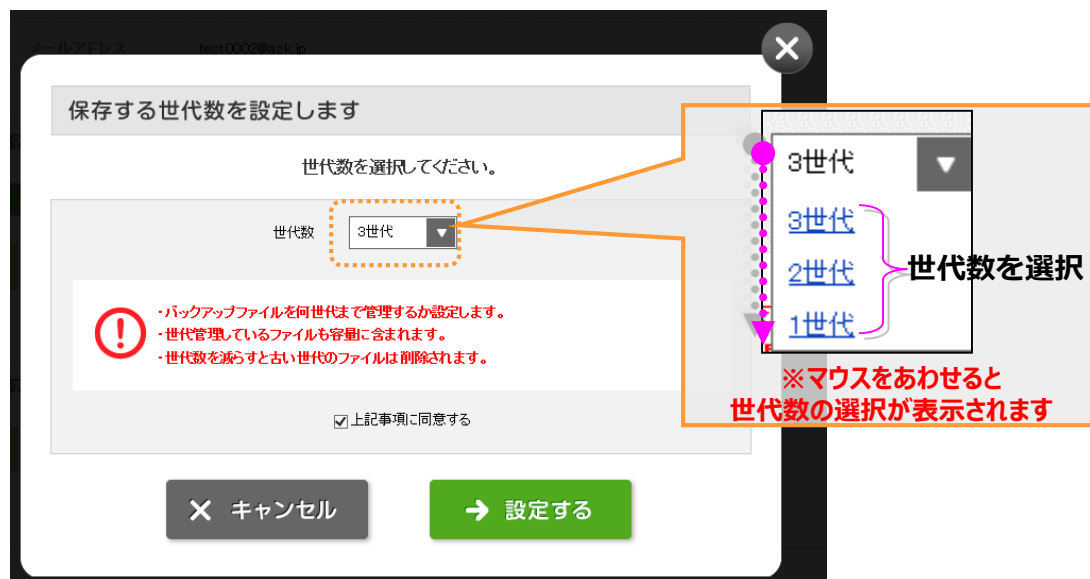 メールアドレス test0002@azk.jp
保存する世代数を設定します
世代数を選択してください。
世代数 3世代
・バックアップファイルを何世代まで管理するか設定します。
・世代管理しているファイルも容量に含まれます。
・世代数を減らすと古い世代のファイルは削除されます。
上記事項に同意する
キャンセル
設定する
3世代
3世代
2世代
1世代
世代数を選択
※マウスをあわせると
世代数の選択が表示されます